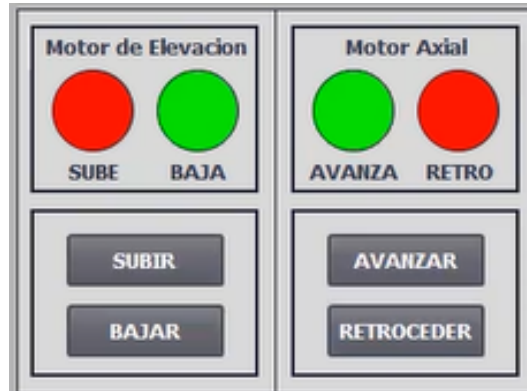 Motor de Elevacion
SUBE BAJA
SUBIR
BAJAR
Motor Axial
AVANZA RETRO
AVANZAR
RETROCEDER